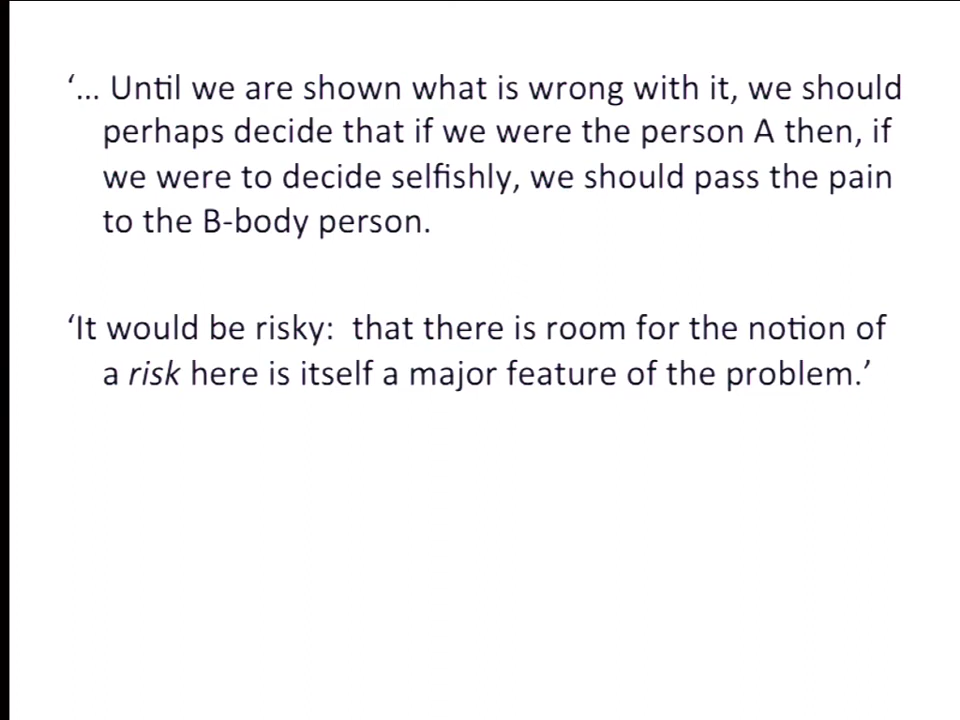 ‘... Until we are shown what is wrong with it, we should
perhaps decide that if we were the person A then, if
we were to decide selfishly, we should pass the pain
to the B-body person.
‘It would be risky:  that there is room for the notion of
a risk here is itself a major feature of the problem.’